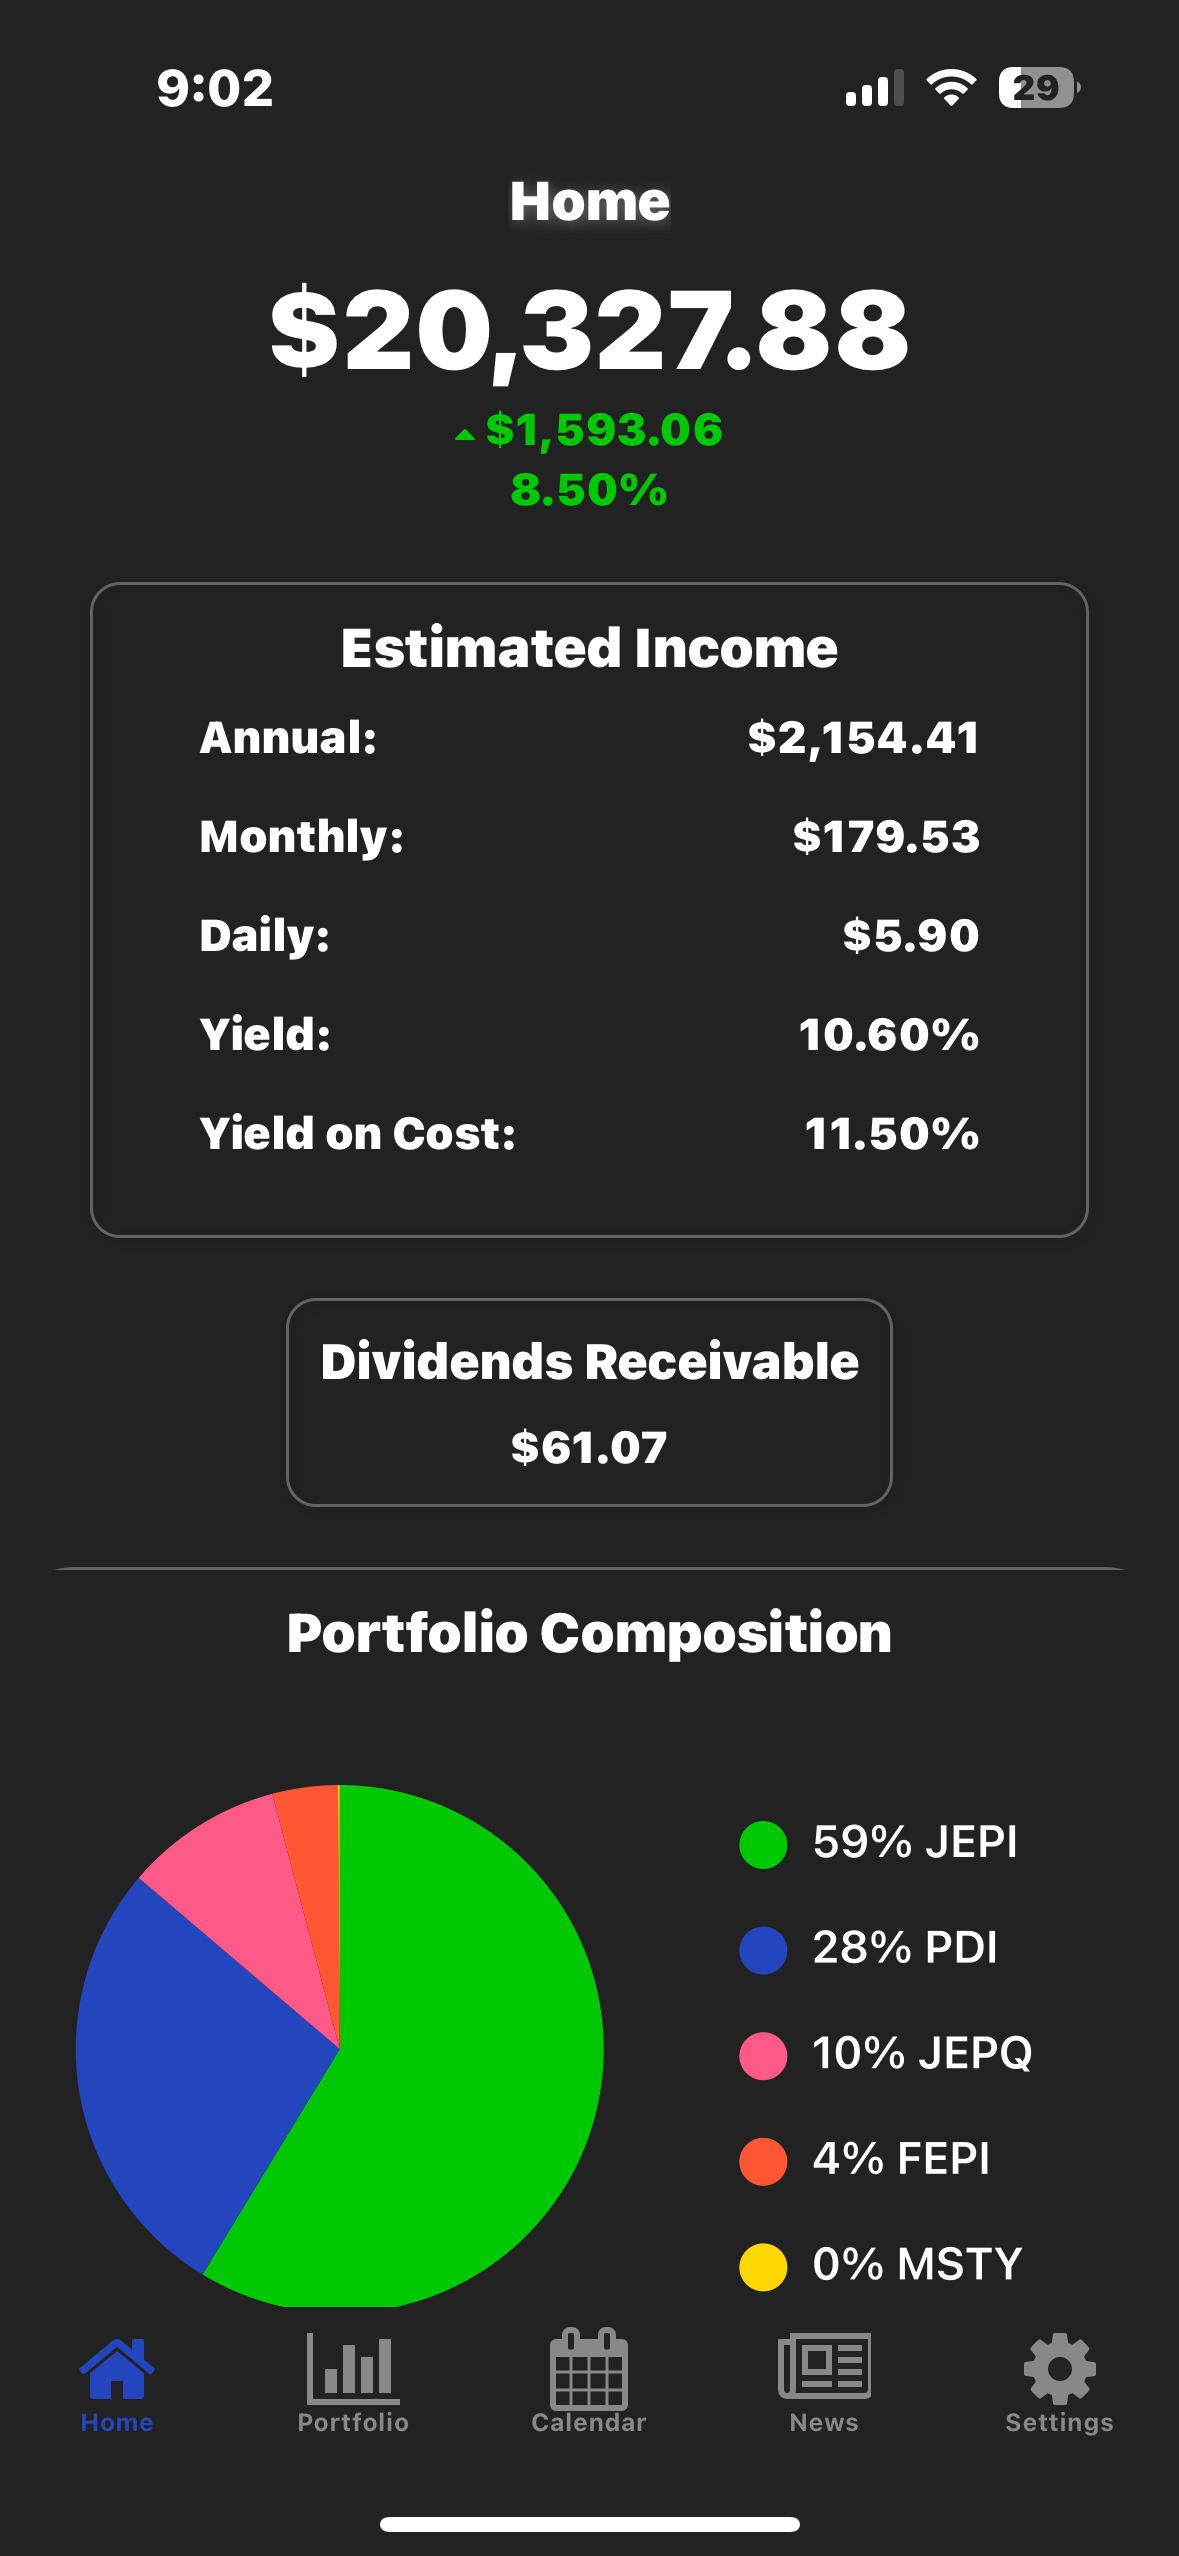 9:02
29
Home
$20,327.88
$1,593.06
8.50%
Estimated Income
Annual: $2,154.41
Monthly: $179.53
Daily: $5.90
Yield: 10.60%
Yield on Cost: 11.50%
Dividends Receivable
$61.07
Portfolio Composition
59% JEPI
28% PDI
10% JEPQ
4% FEPI
0% MSTY
Home Portfolio Calendar News Settings